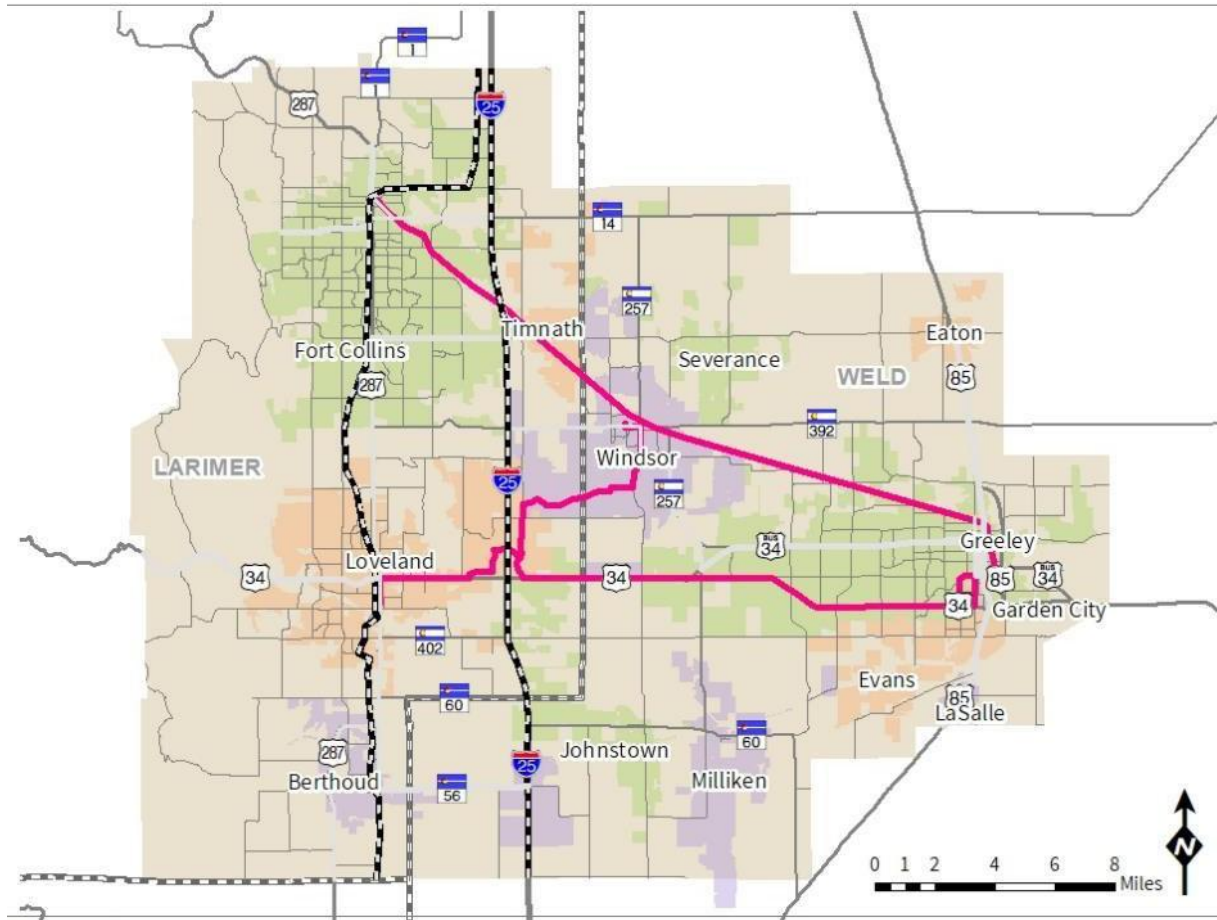 1
1
287
25
14
257
Timnath
Eaton
Fort Collins
Severance
287
WELD
85
392
LARIMER
Windsor
25
257
BUS
34
Greeley
Loveland
34
34
85
BUS
34
34
Garden City
402
Evans
60
85
LaSalle
60
287
Johnstown
25
Berthoud
56
Milliken
N
0 1 2 4 6 8
Miles